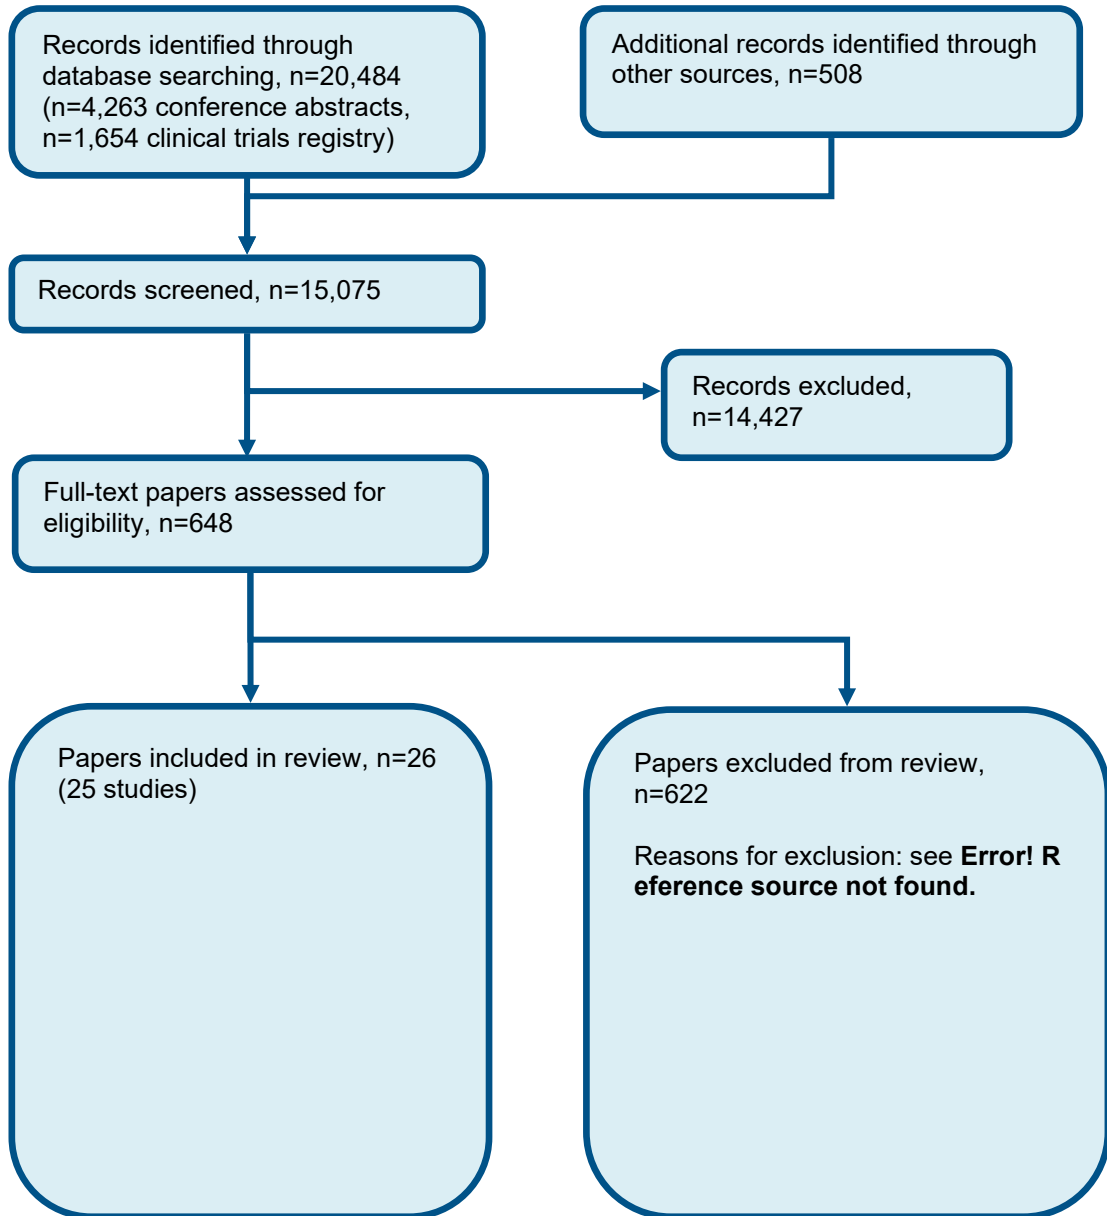 Records identified through
database searching, n=20,484
(n=4,263 conference abstracts,
n=1,654 clinical trials registry)
Additional records identified through
other sources, n=508
Records screened, n=15,075
Records excluded,
n=14,427
Full-text papers assessed for
eligibility, n=648
Papers included in review, n=26
(25 studies)
Papers excluded from review,
n=622
Reasons for exclusion: see Error! R
eference source not found.